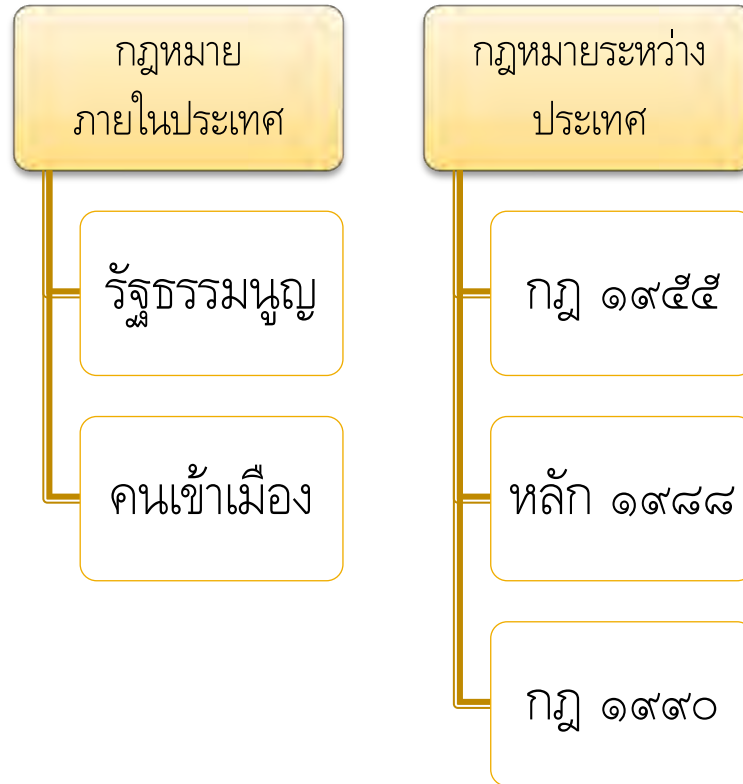 กฎหมาย
ภายในประเทศ
รัฐธรรมนูญ
คนเข้าเมือง
กฎหมายระหว่าง
ประเทศ
กฎ ๑๙๕๕
หลัก ๑๙๘๘
กฎ ๑๙๙๐